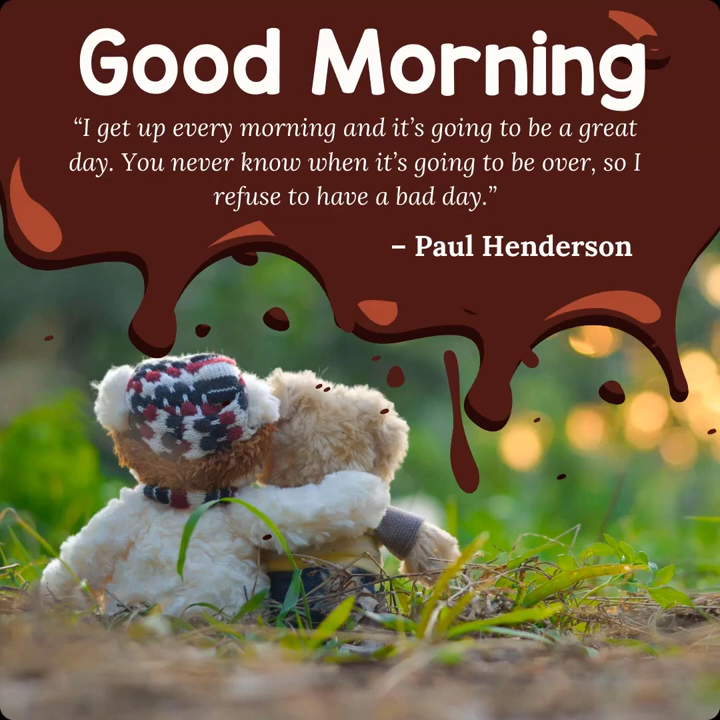 Good Morning
“I get up every morning and it’s going to be a great
day. You never know when it’s going to be over, so I
refuse to have a bad day.”
– Paul Henderson